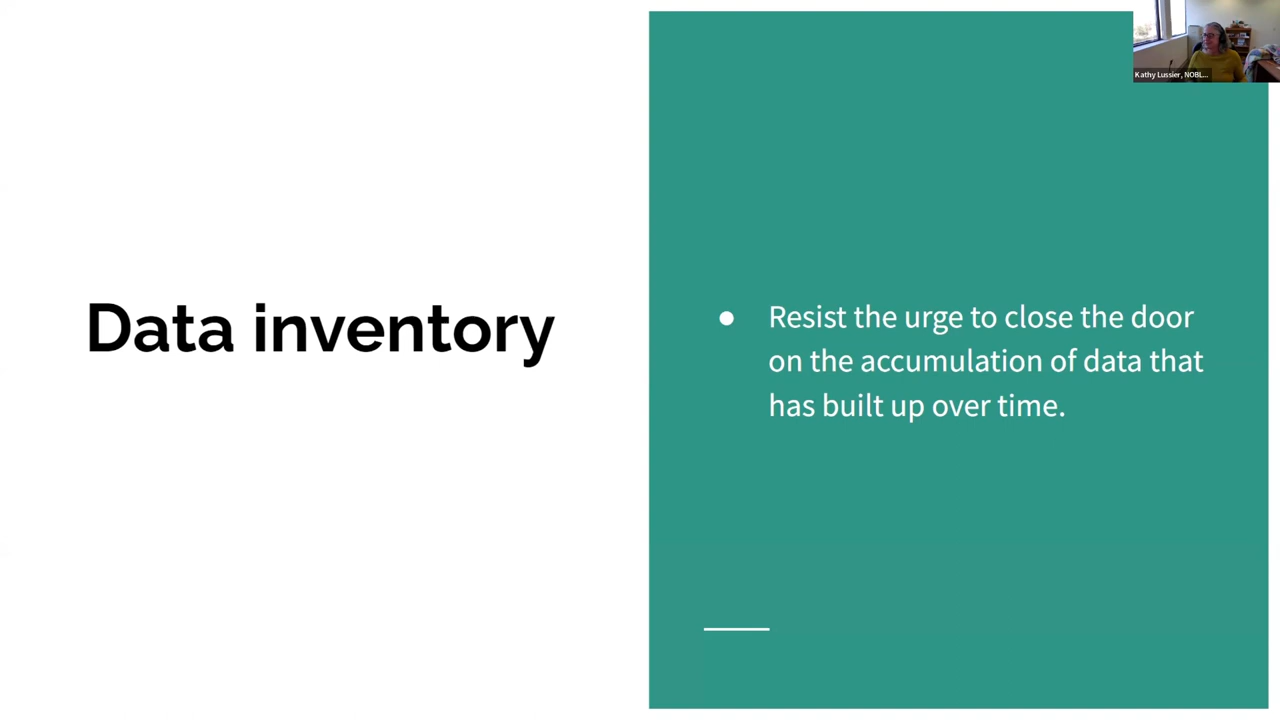 Kathy Lussier, NOBL...
Data inventory
● Resist the urge to close the door
on the accumulation of data that
has built up over time.